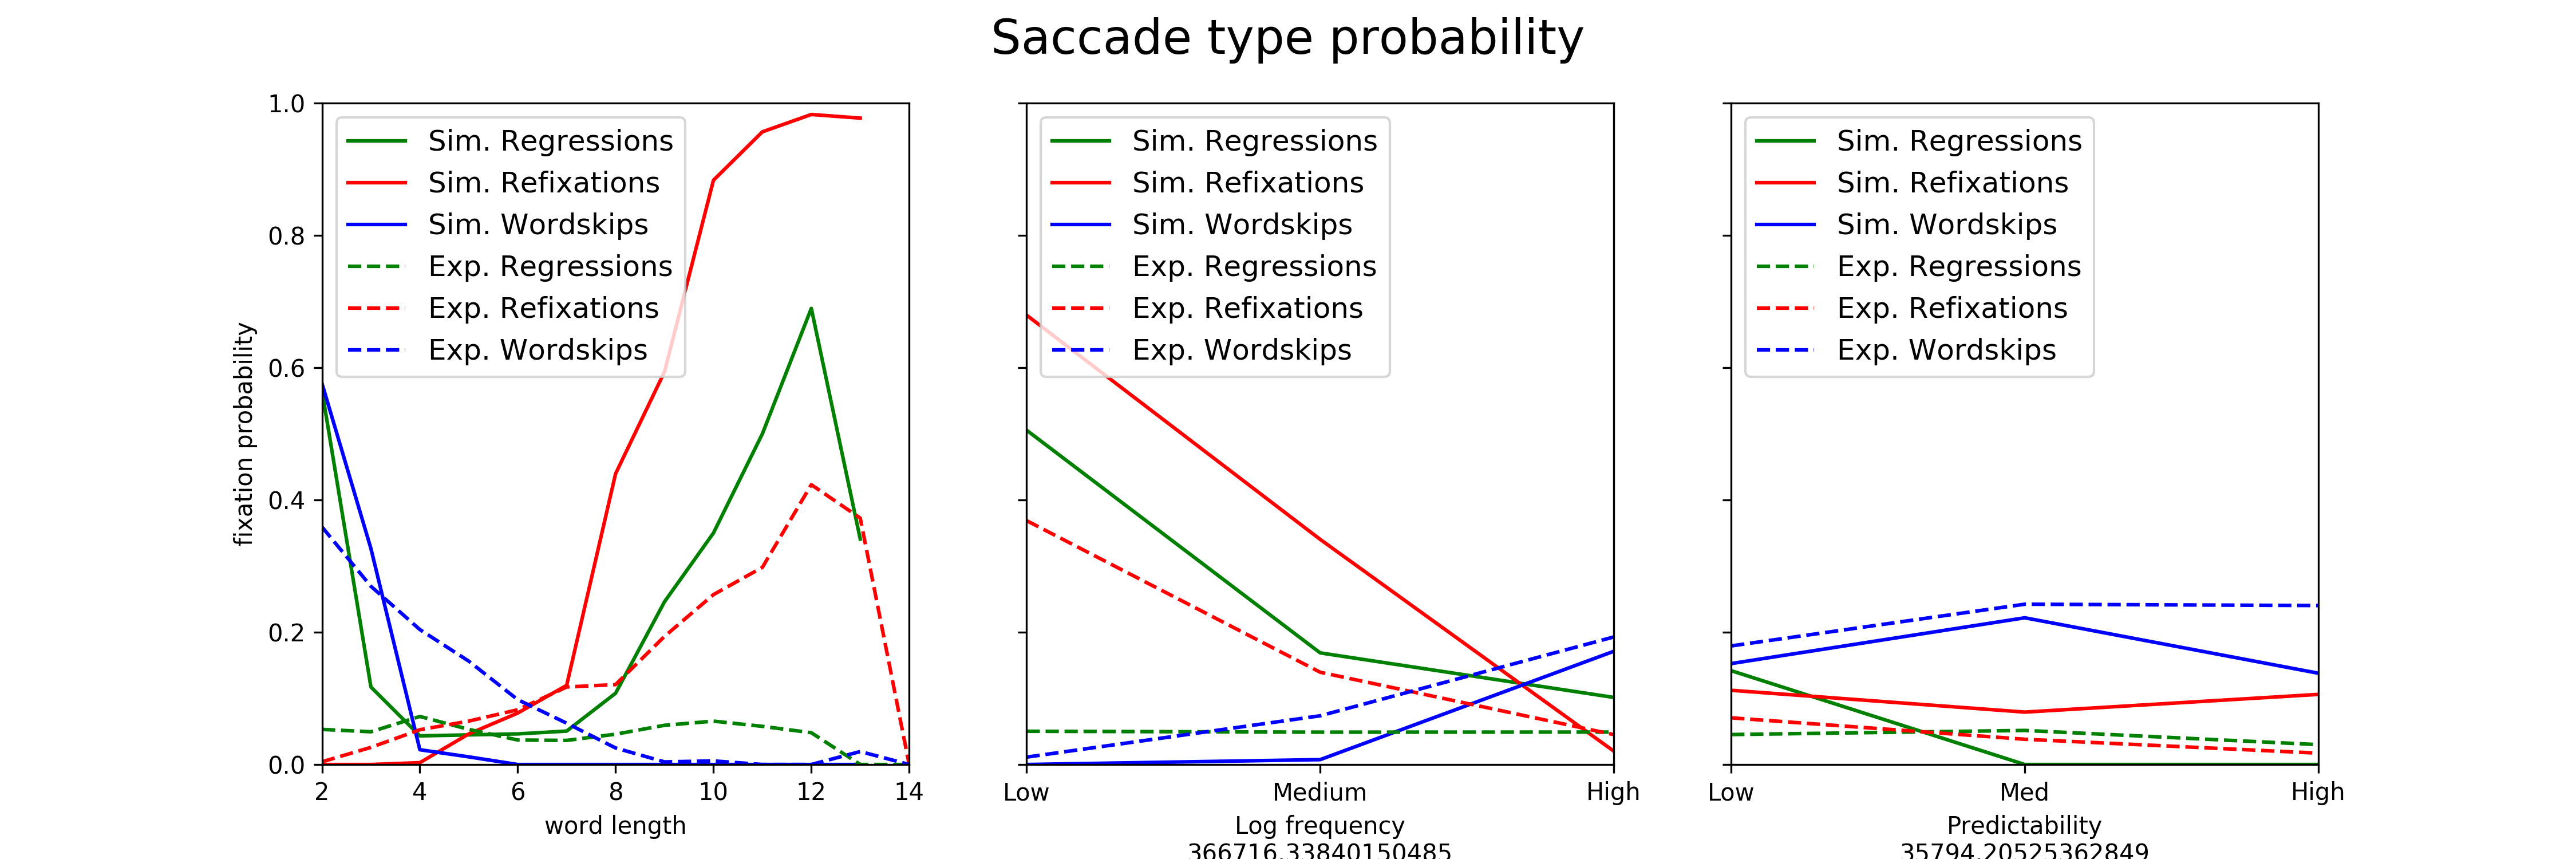 Saccade type probability
fixation probability
1.0
0.8
0.6
0.4
0.2
0.0
Sim. Regressions
Sim. Refixations
Sim. Wordskips
Exp. Regressions
Exp. Refixations
Exp. Wordskips
2 4 6 8 10 12 14
word length
Sim. Regressions
Sim. Refixations
Sim. Wordskips
Exp. Regressions
Exp. Refixations
Exp. Wordskips
Low Medium High
Log frequency
366716.33840150485
Sim. Regressions
Sim. Refixations
Sim. Wordskips
Exp. Regressions
Exp. Refixations
Exp. Wordskips
Low Med High
Predictability
35794.20525362849